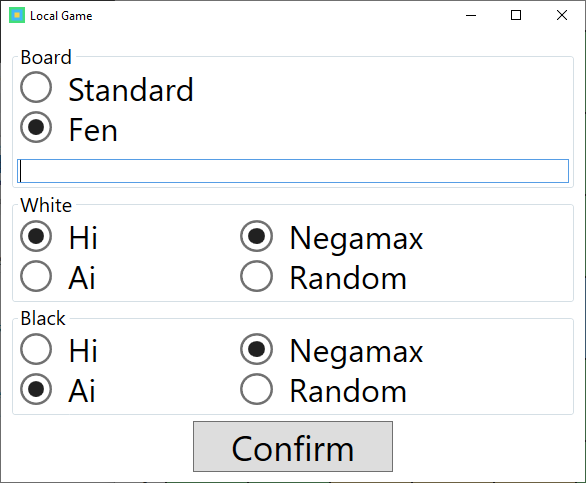 Local Game
Board
Standard
Fen
White
Hi Negamax
Ai Random
Black
Hi Negamax
Ai Random
Confirm